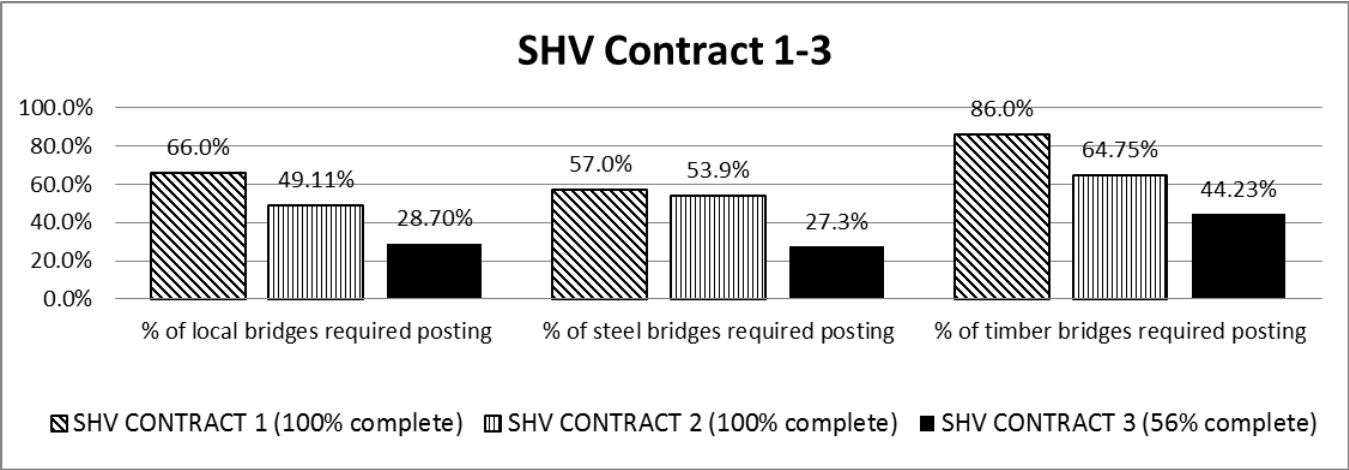 SHV Contract 1-3
100.0%
80.0%
60.0%
40.0%
20.0%
0.0%
66.0%
49.11%
28.70%
57.0%
53.9%
27.3%
86.0%
64.75%
44.23%
% of local bridges required posting
% of steel bridges required posting
% of timber bridges required posting
SHV CONTRACT 1 (100% complete)
SHV CONTRACT 2 (100% complete)
SHV CONTRACT 3 (56% complete)